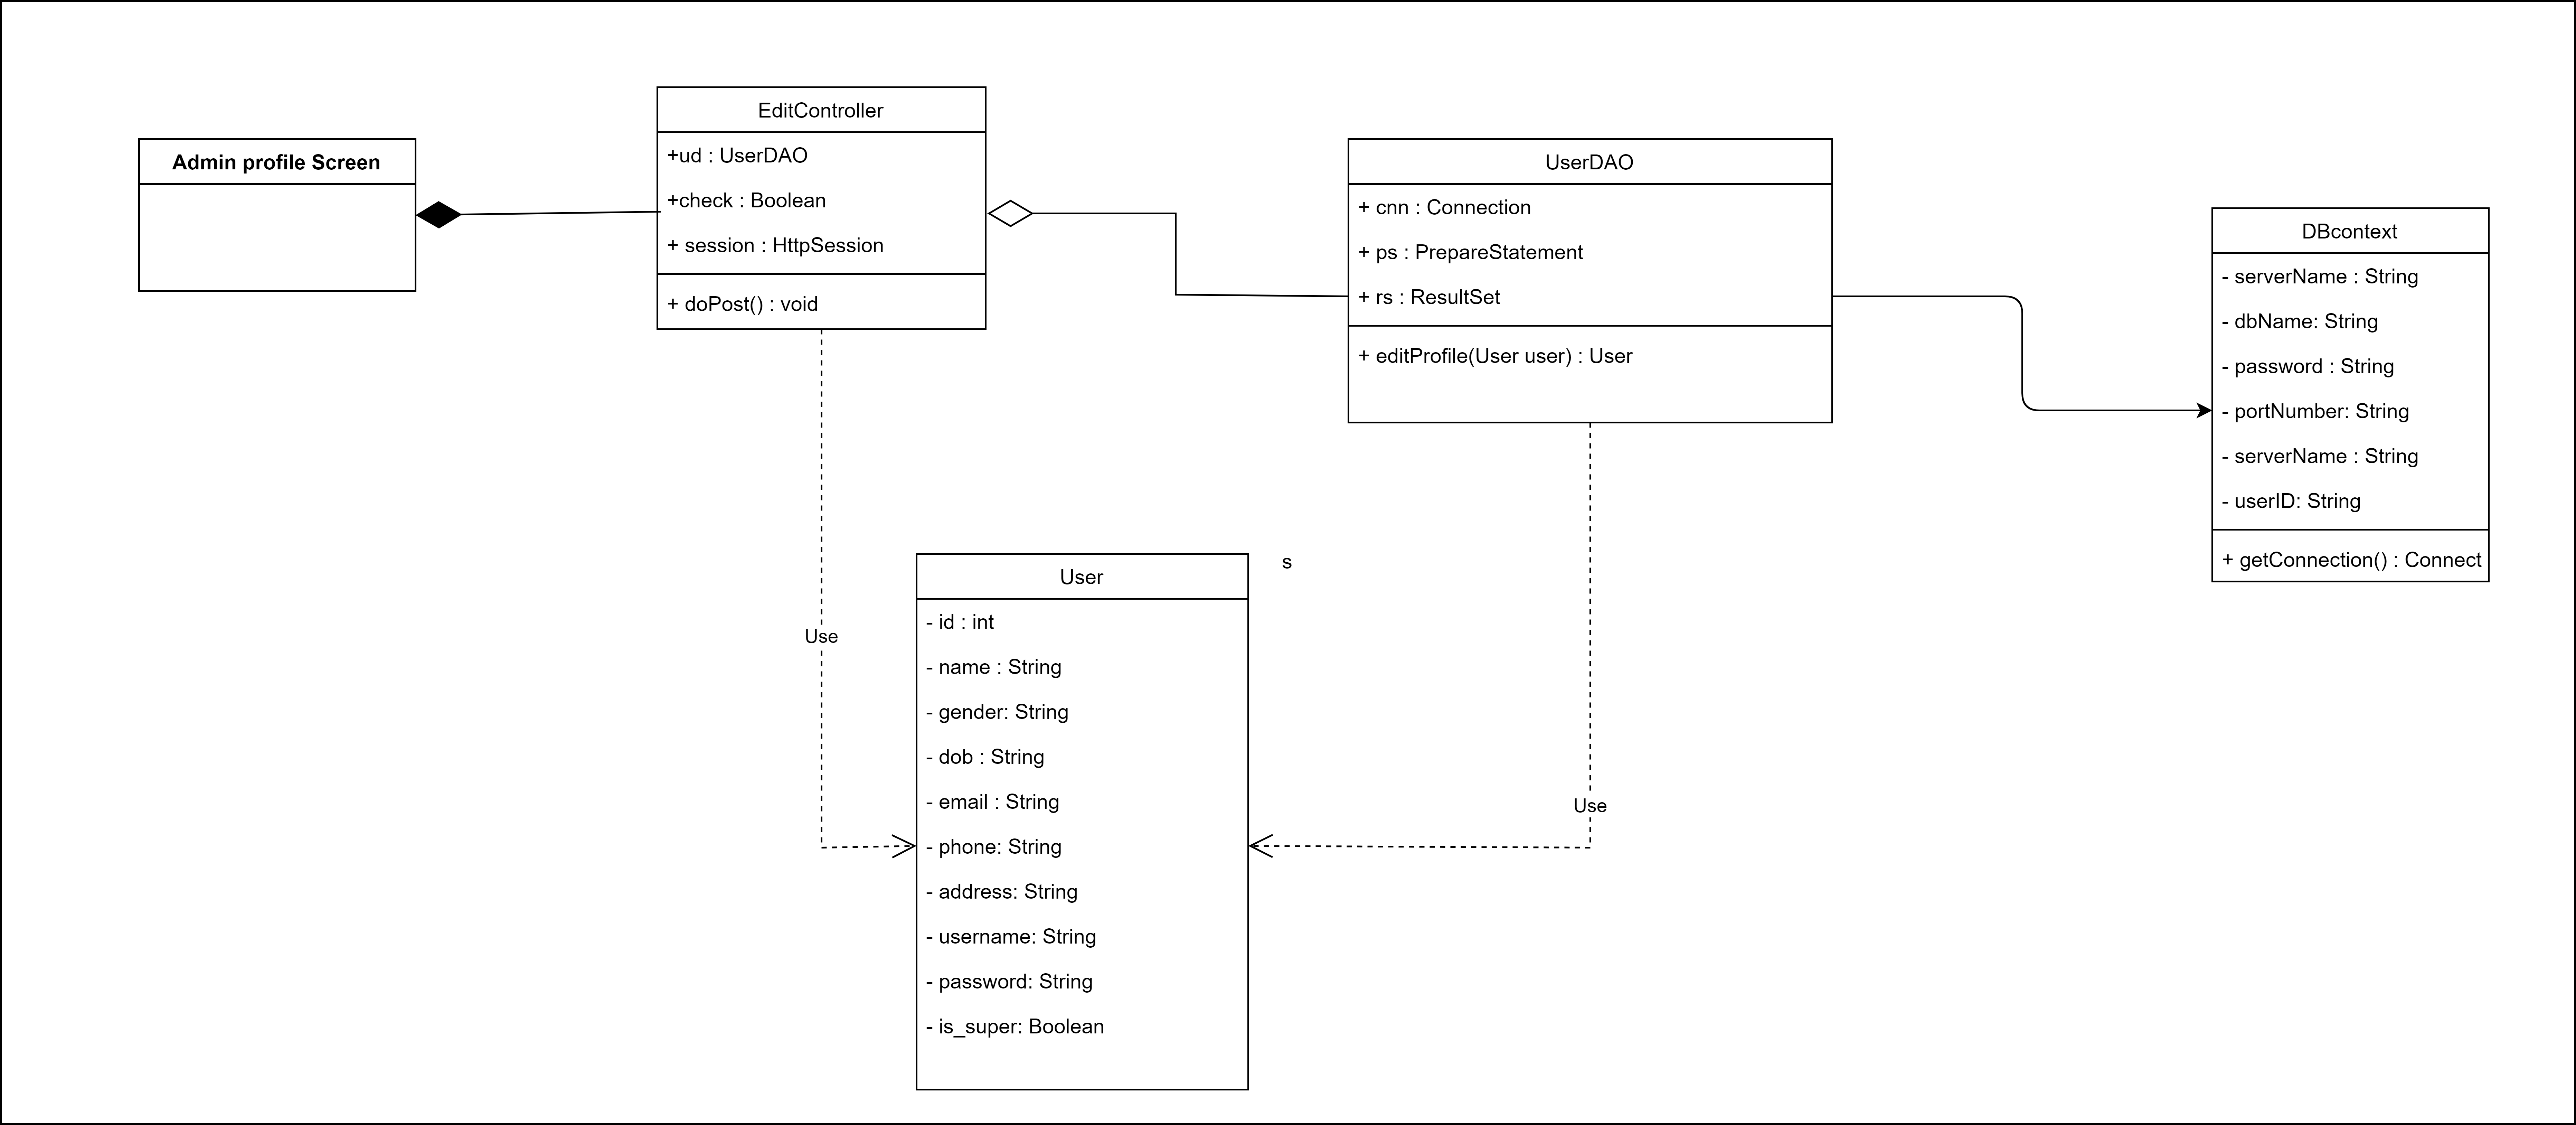 Admin profile Screen
EditController
+ud : UserDAO
+check : Boolean
+ session : HttpSession
+ doPost() : void
UserDAO
+ cnn : Connection
+ ps : PrepareStatement
+ rs : ResultSet
+ editProfile(User user) : User
DBcontext
- serverName : String
- dbName: String
- password : String
- portNumber: String
- serverName : String
- userID: String
+ getConnection() : Connect
Use
User
- id : int
- name : String
- gender: String
- dob : String
- email : String
- phone: String
- address: String
- username: String
- password: String
- is_super: Boolean
s
Use